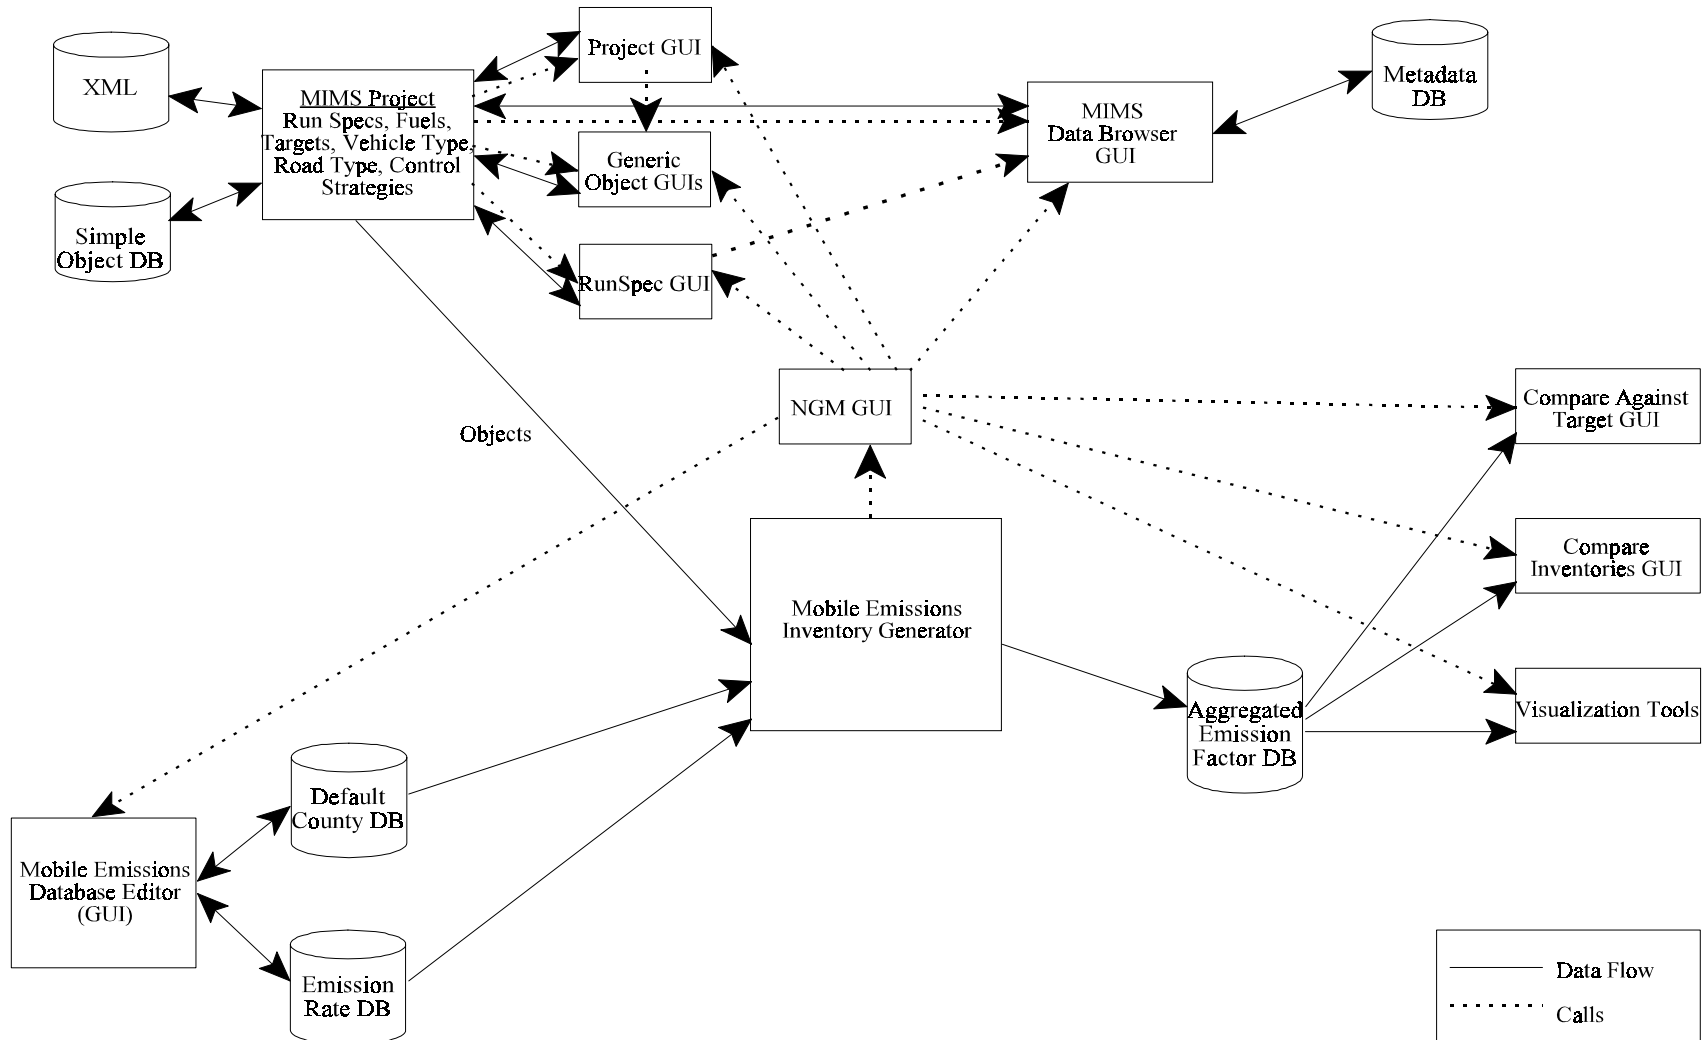 XML
Simple
Object DB
MIMS Project
Run Specs, Fuels,
Targets, Vehicle Type,
Road Type, Control
Strategies
Project GUI
Generic
Object GUIs
RunSpec GUI
MIMS
Data Browser
GUI
Metadata
DB
NGM GUI
Objects
Compare Against
Target GUI
Compare
Inventories GUI
Visualization Tools
Mobile Emissions
Inventory Generator
Aggregated
Emission
Factor DB
Default
County DB
Mobile Emissions
Database Editor
(GUI)
Emission
Rate DB
Data Flow
Calls